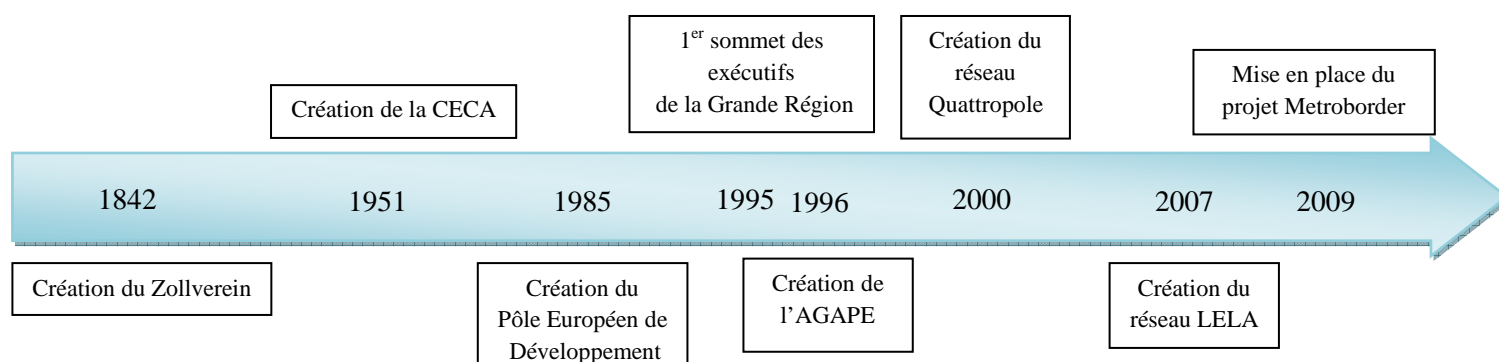 1er sommet des
exécutifs
de la Grande Région
Création du
réseau
Quattropole
Mise en place du
projet Metroborder
Création de la CECA
1842
1951
1985
1995
1996
2000
2007
2009
Création du Zollverein
Création du
Pôle Européen de
Développement
Création de
l’AGAPE
Création du
réseau LELA